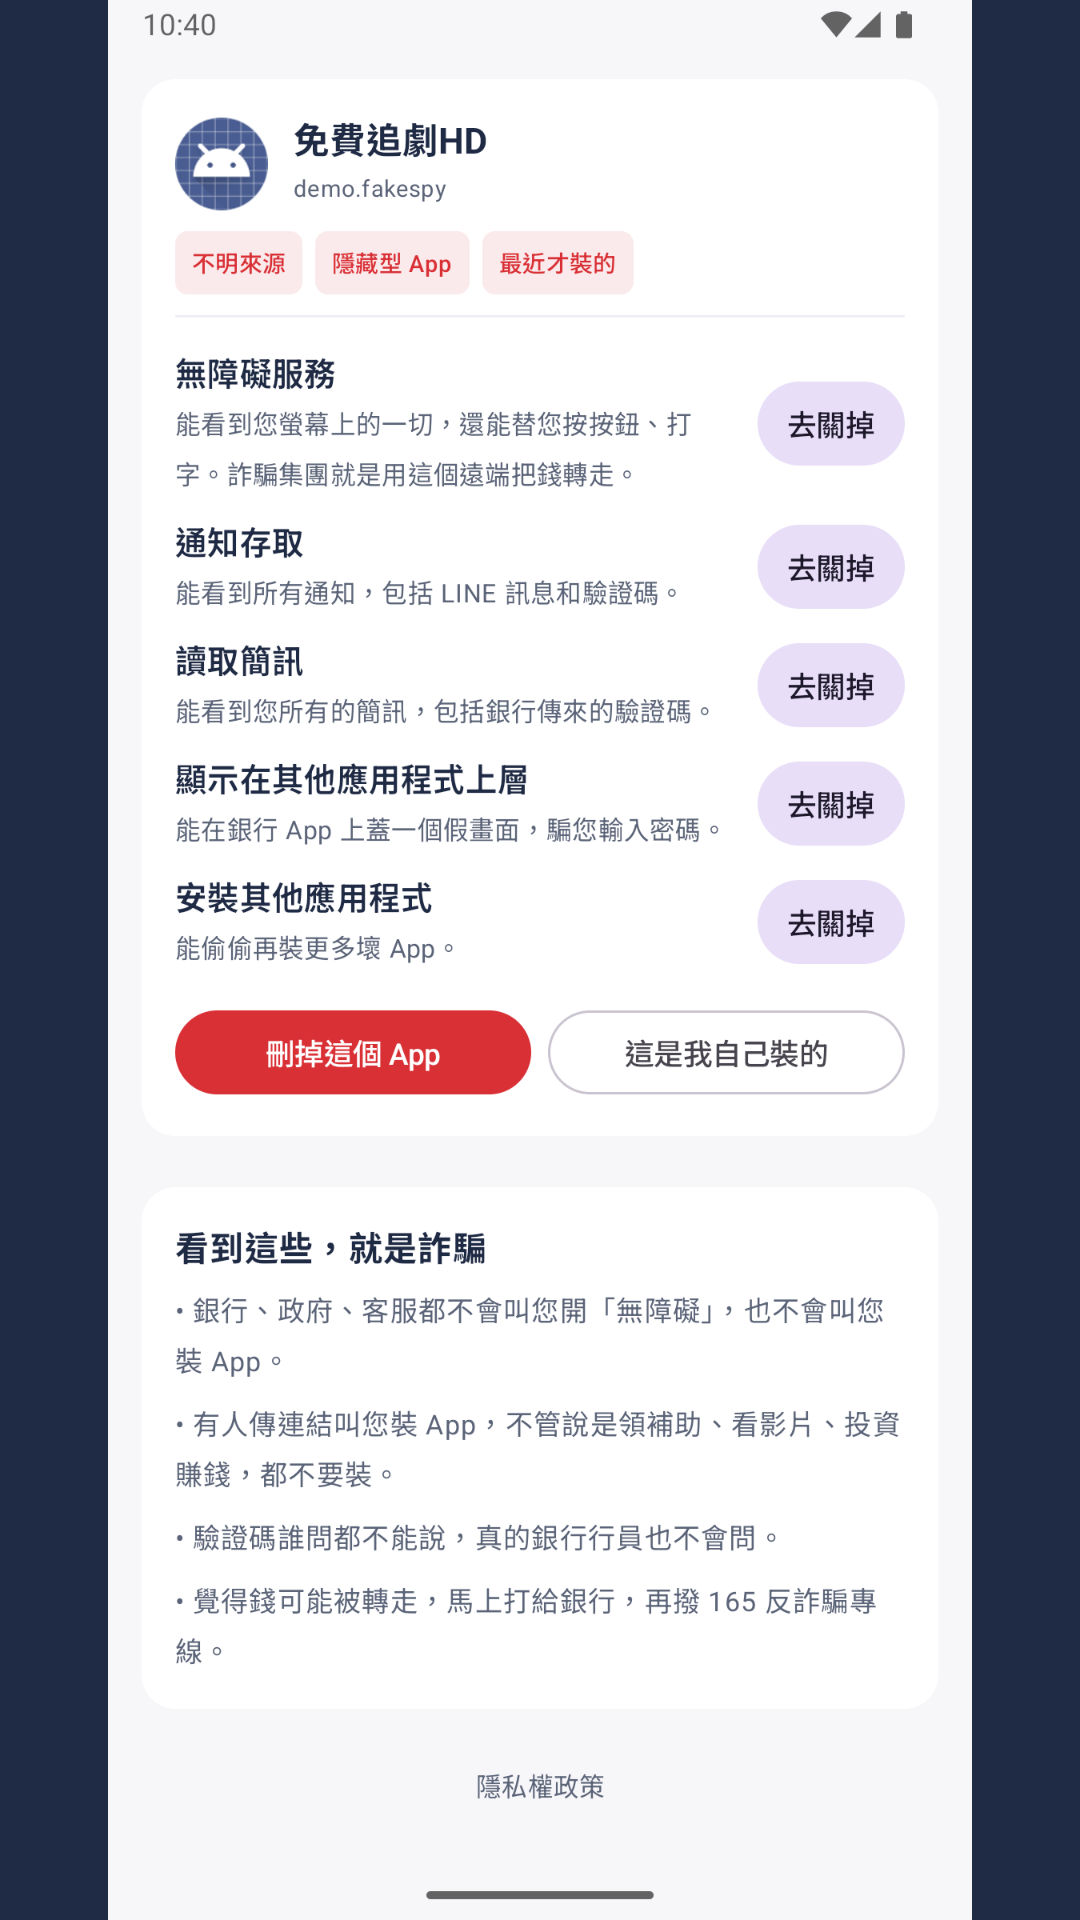 10:40
免費追劇HD
demo.fakespy
不明來源
隱藏型 App
最近才裝的
無障礙服務
能看到您螢幕上的一切，還能替您按按鈕、打
字。詐騙集團就是用這個遠端把錢轉走。
去關掉
通知存取
能看到所有通知，包括 LINE 訊息和驗證碼。
去關掉
讀取簡訊
能看到您所有的簡訊，包括銀行傳來的驗證碼。
去關掉
顯示在其他應用程式上層
能在銀行 App 上蓋一個假畫面，騙您輸入密碼。
去關掉
安裝其他應用程式
能偷偷再裝更多壞 App。
去關掉
刪掉這個 App
這是我自己裝的
看到這些，就是詐騙
• 銀行、政府、客服都不會叫您開「無障礙」，也不會叫您
裝 App。
• 有人傳連結叫您裝 App，不管說是領補助、看影片、投資
賺錢，都不要裝。
• 驗證碼誰問都不能說，真的銀行行員也不會問。
• 覺得錢可能被轉走，馬上打給銀行，再撥 165 反詐騙專
線。
隱私權政策